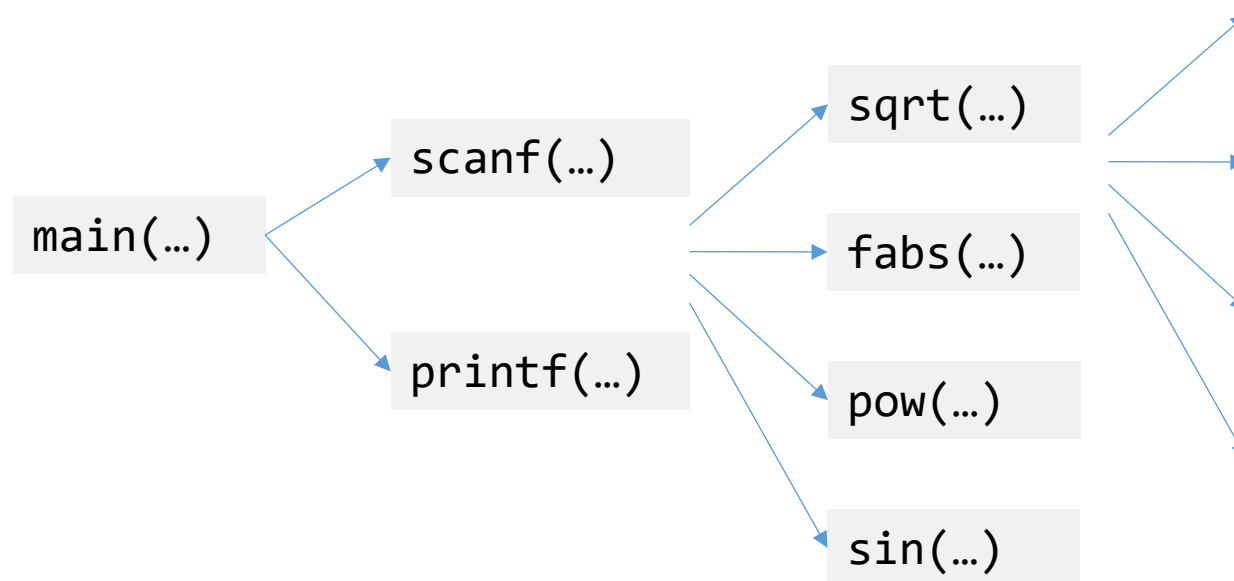 main(…)
scanf(…)
printf(…)
sqrt(…)
fabs(…)
pow(…)
sin(…)